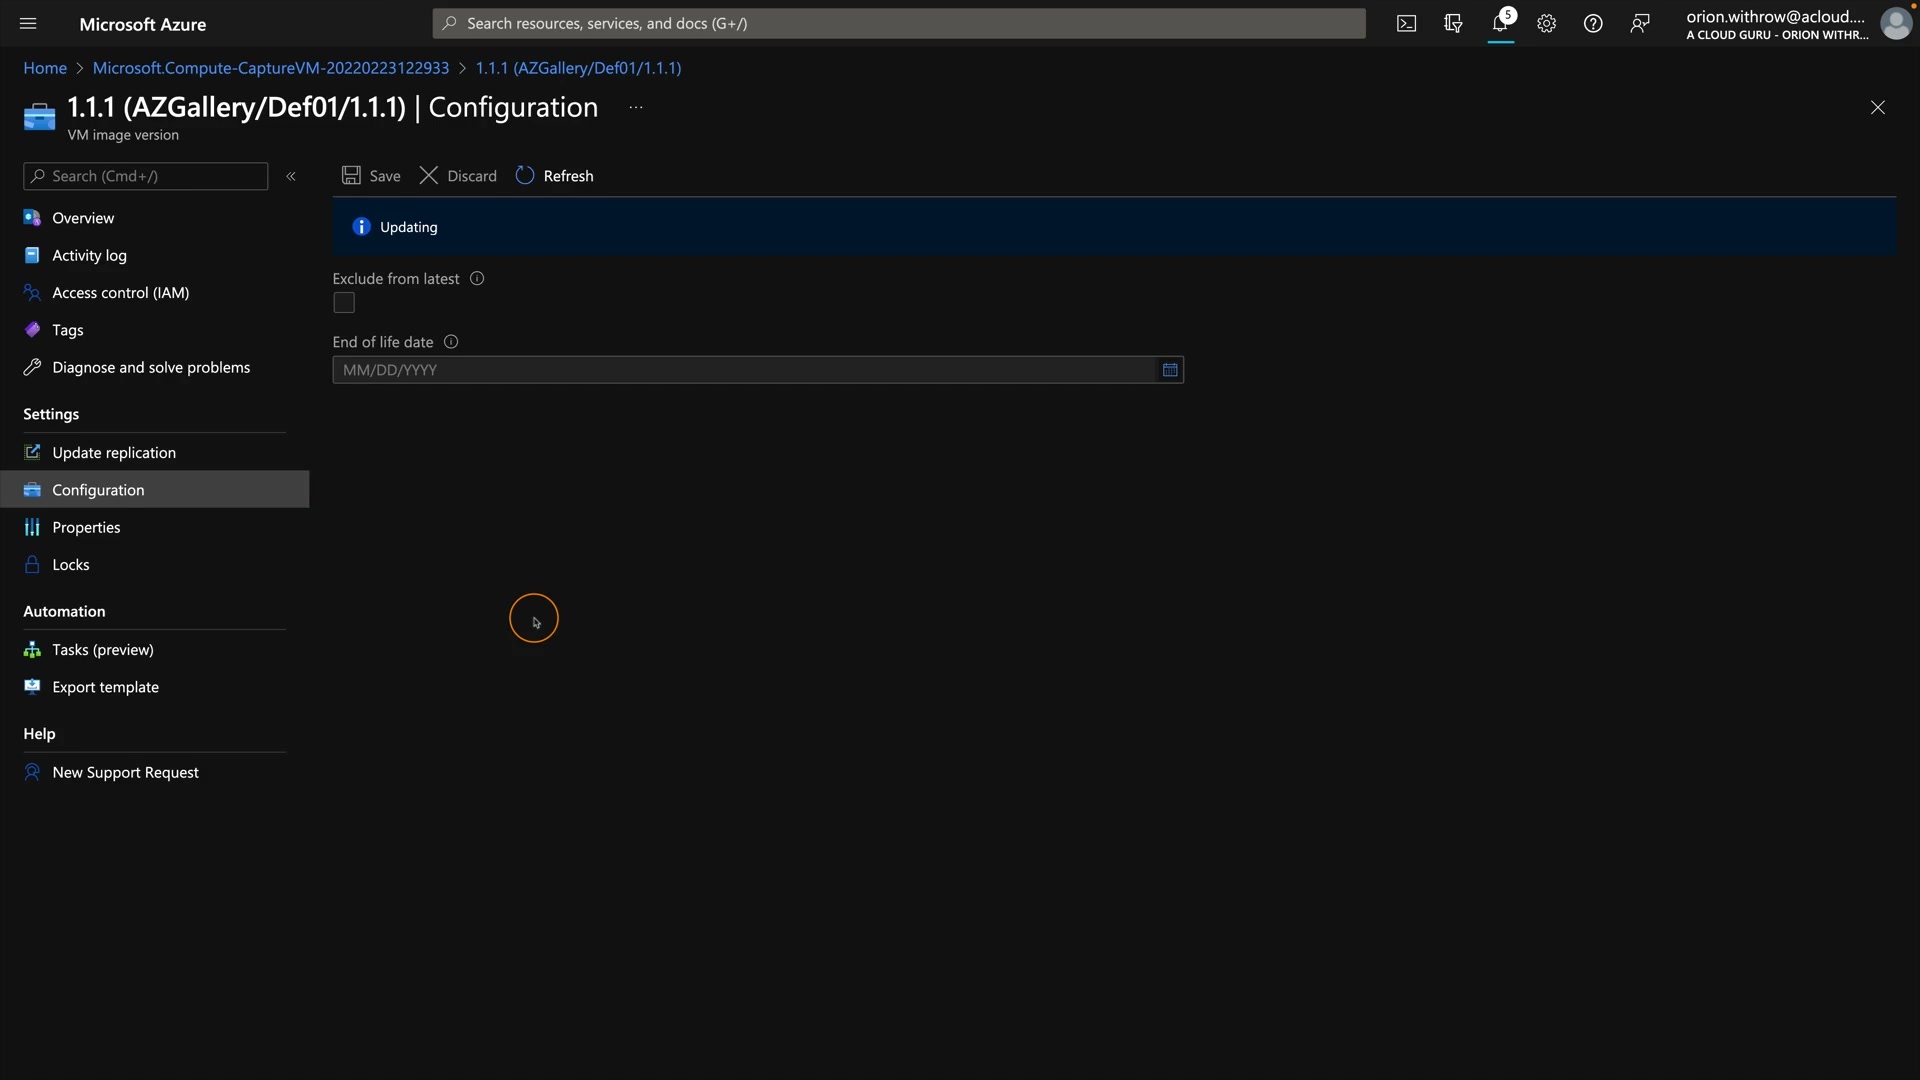 Microsoft Azure
Search resources, services, and docs (G+/)
5
orion.withrow@acloud....
A CLOUD GURU - ORION WITHR...
Home > Microsoft.Compute-CaptureVM-20220223122933 > 1.1.1 (AZGallery/Def01/1.1.1)
1.1.1 (AZGallery/Def01/1.1.1) | Configuration ...
VM image version
Search (Cmd+/)
«
Save
Discard
Refresh
Overview
Activity log
Access control (IAM)
Tags
Diagnose and solve problems
Settings
Update replication
Configuration
Properties
Locks
Automation
Tasks (preview)
Export template
Help
New Support Request
Updating
Exclude from latest
End of life date
MM/DD/YYYY